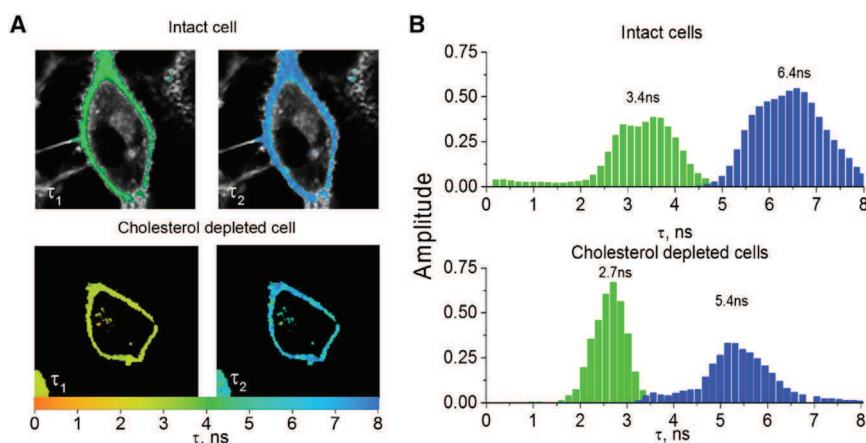 A
Intact cell
τ1
τ2
Cholesterol depleted cell
τ1
τ2
0 1 2 3 4 5 6 7 8
τ, ns
B
Amplitude
Intact cells
0.75
0.50
0.25
0.00
3.4ns
6.4ns
0 1 2 3 4 5 6 7 8
τ, ns
Cholesterol depleted cells
0.75
0.50
0.25
0.00
2.7ns
5.4ns
0 1 2 3 4 5 6 7 8
τ, ns